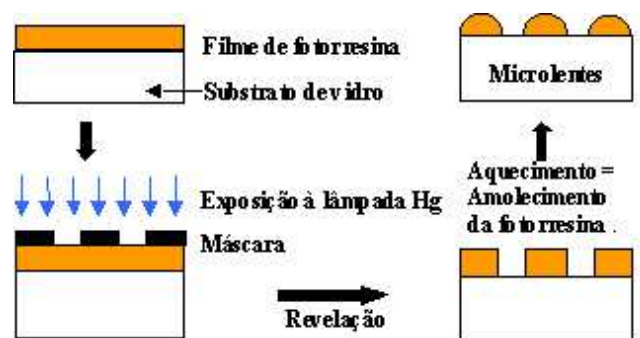 Filme de fotorresina
Substrato de vidro
Exposição à lâmpada Hg
Máscara
Revelação
Aquecimento =
Amolecimento
da fotorresina .
Microlentes